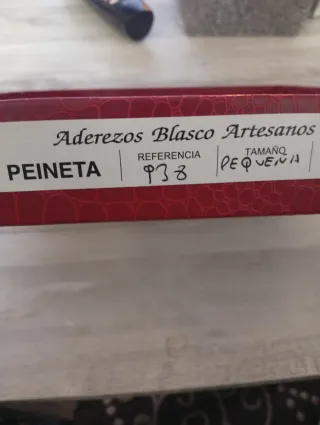 Aderezos Blasco Artesanos
PEINETA REFERENCIA 938 TAMAÑO PEQUEÑA